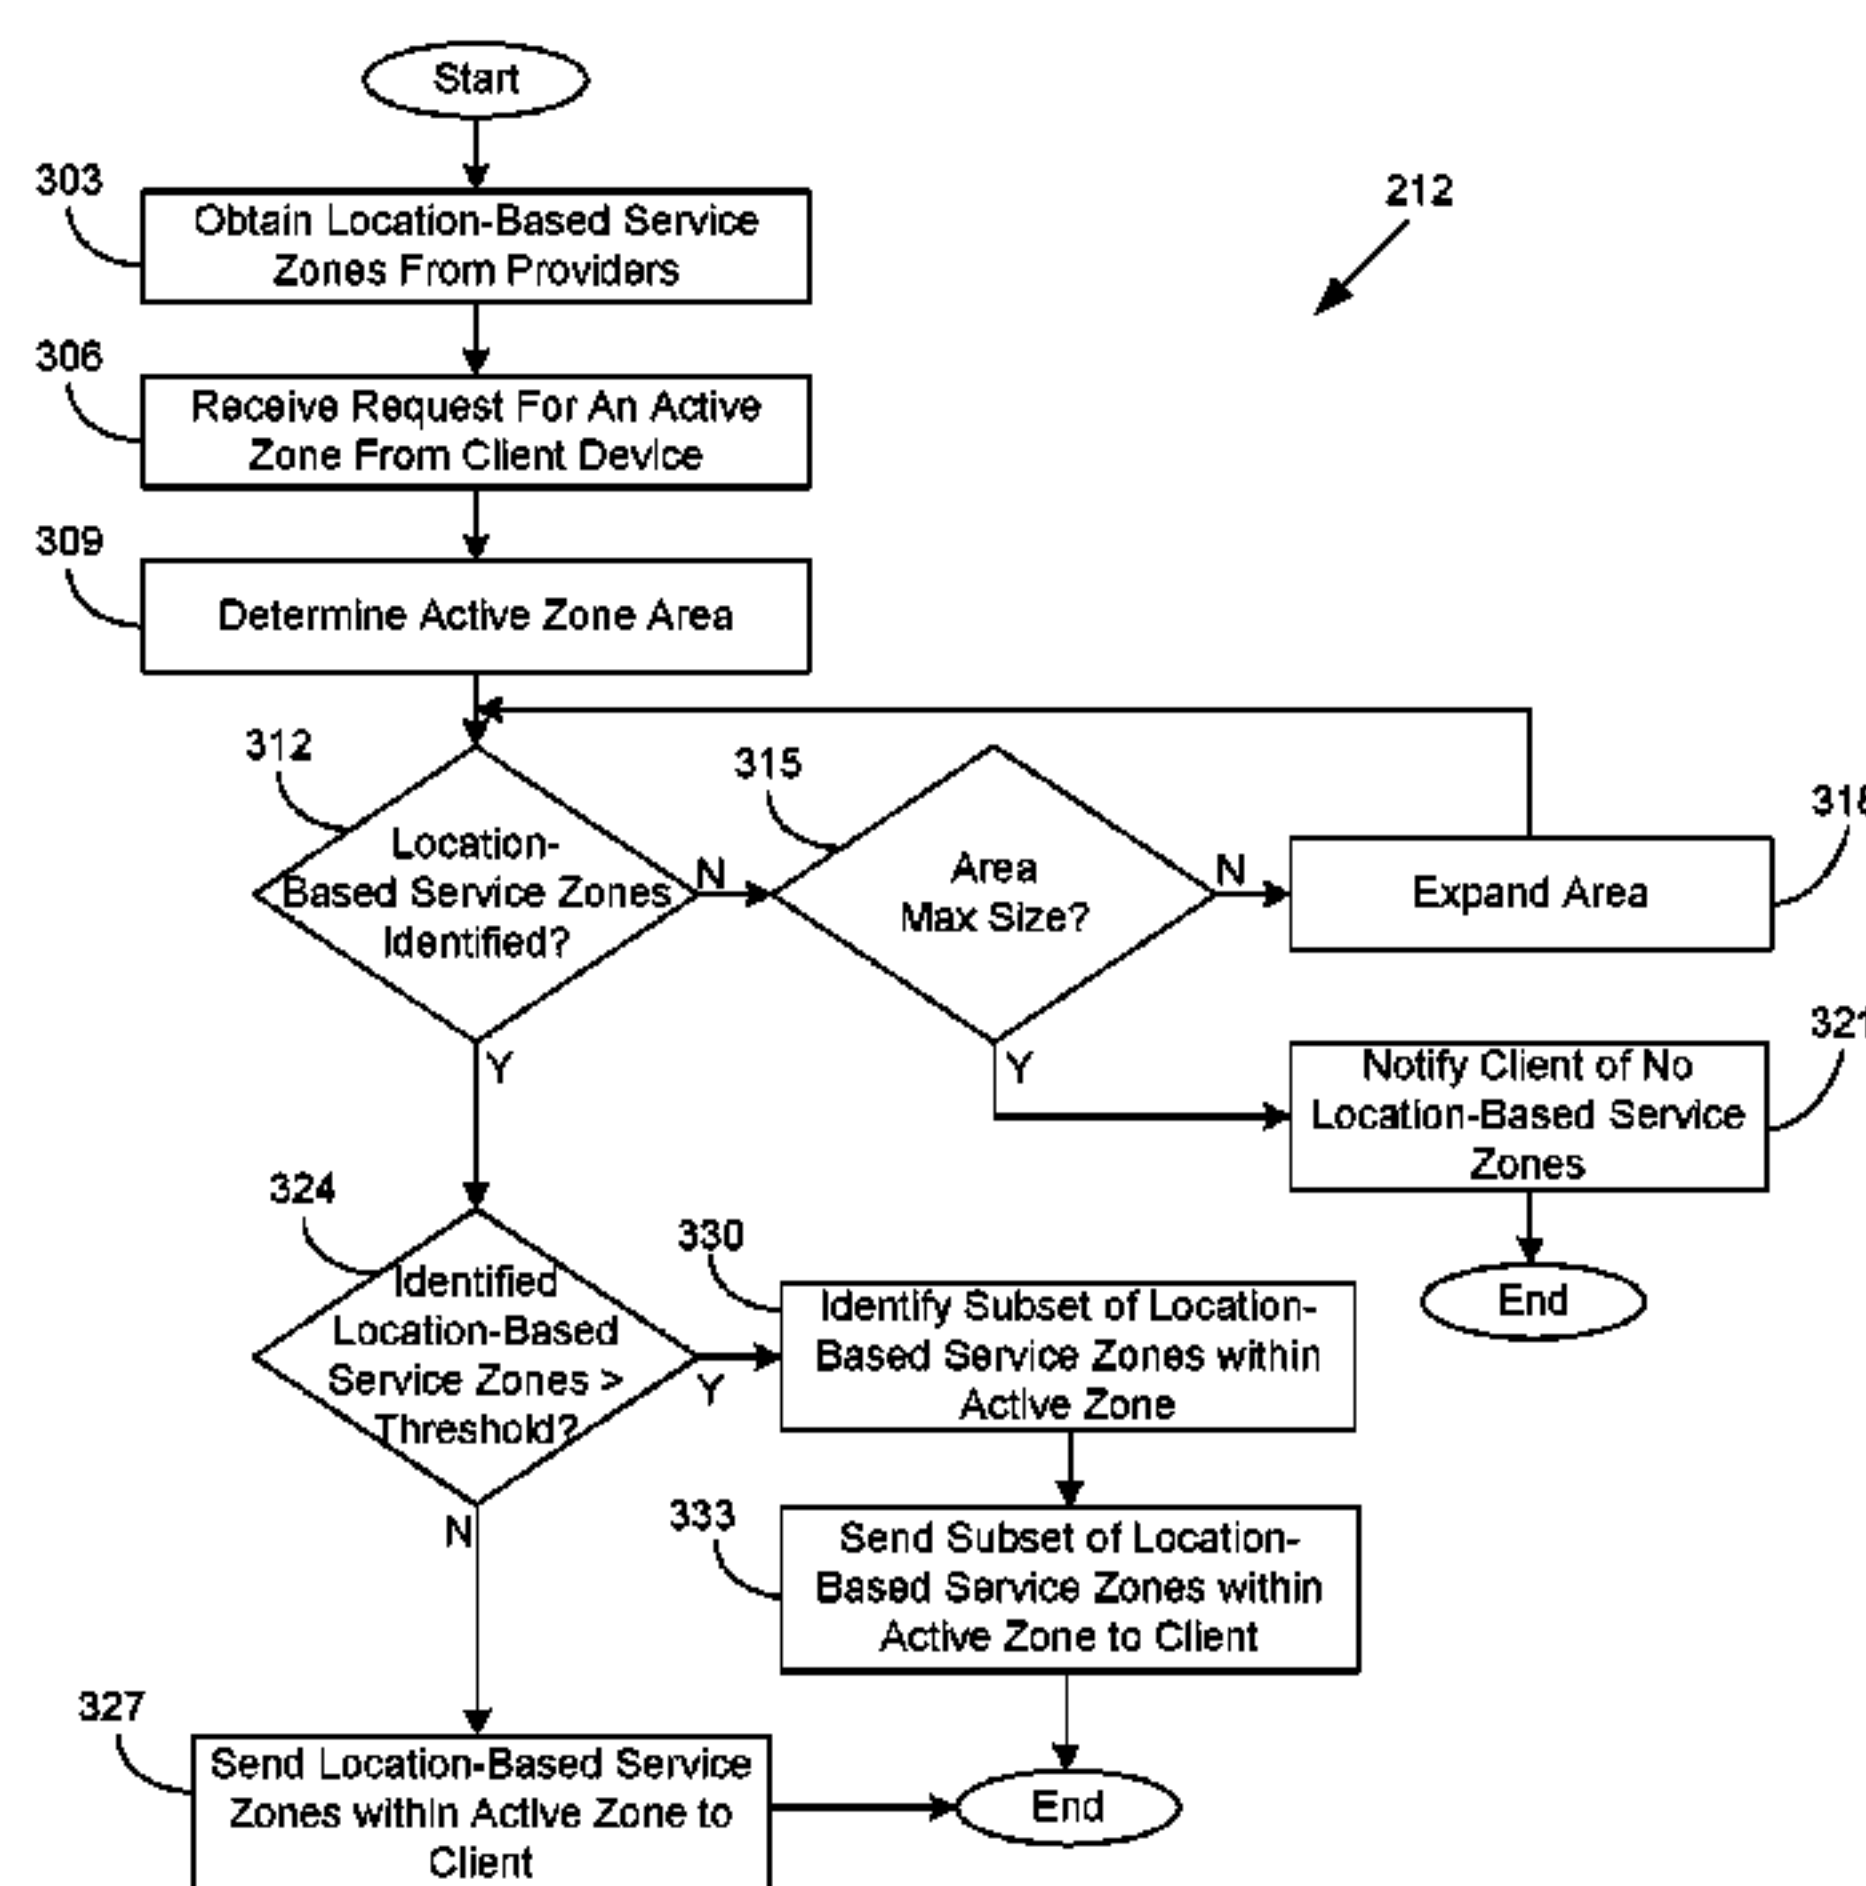 Start
303
Obtain Location-Based Service
Zones From Providers
212
306
Receive Request For An Active
Zone From Client Device
309
Determine Active Zone Area
312
Location-
Based Service Zones
Identified?
N
Y
315
Area
Max Size?
N
Y
318
Expand Area
321
Notify Client of No
Location-Based Service
Zones
End
324
Identified
Location-Based
Service Zones >
Threshold?
Y
N
330
Identify Subset of Location-
Based Service Zones within
Active Zone
333
Send Subset of Location-
Based Service Zones within
Active Zone to Client
327
Send Location-Based Service
Zones within Active Zone to
Client
End